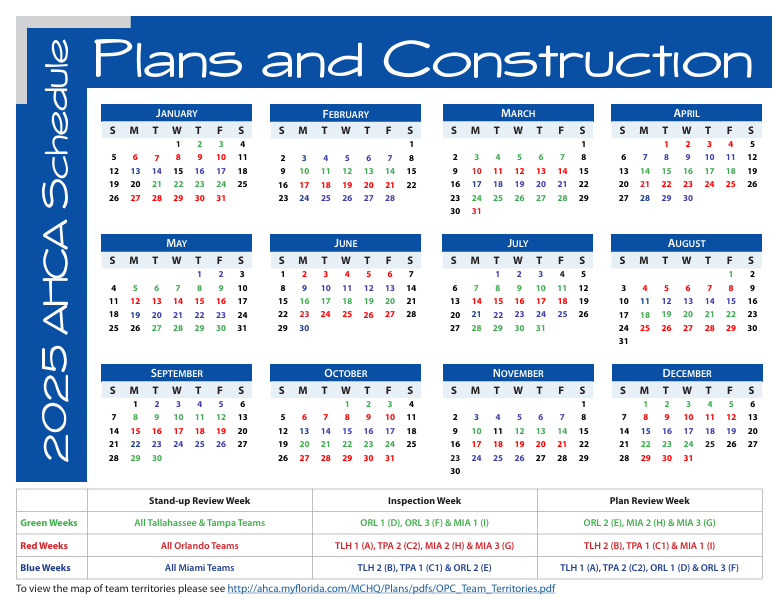 Plans and Construction
2025 AHCA Schedule
JANUARY
S M T W T F S
1 2 3 4
5 6 7 8 9 10 11
12 13 14 15 16 17 18
19 20 21 22 23 24 25
26 27 28 29 30 31
FEBRUARY
S M T W T F S
1
2 3 4 5 6 7 8
9 10 11 12 13 14 15
16 17 18 19 20 21 22
23 24 25 26 27 28
MARCH
S M T W T F S
1
2 3 4 5 6 7 8
9 10 11 12 13 14 15
16 17 18 19 20 21 22
23 24 25 26 27 28 29
30 31
APRIL
S M T W T F S
1 2 3 4 5
6 7 8 9 10 11 12
13 14 15 16 17 18 19
20 21 22 23 24 25 26
27 28 29 30
MAY
S M T W T F S
1 2 3
4 5 6 7 8 9 10
11 12 13 14 15 16 17
18 19 20 21 22 23 24
25 26 27 28 29 30 31
JUNE
S M T W T F S
1 2 3 4 5 6 7
8 9 10 11 12 13 14
15 16 17 18 19 20 21
22 23 24 25 26 27 28
29 30
JULY
S M T W T F S
1 2 3 4 5
6 7 8 9 10 11 12
13 14 15 16 17 18 19
20 21 22 23 24 25 26
27 28 29 30 31
AUGUST
S M T W T F S
1 2
3 4 5 6 7 8 9
10 11 12 13 14 15 16
17 18 19 20 21 22 23
24 25 26 27 28 29 30
31
SEPTEMBER
S M T W T F S
1 2 3 4 5 6
7 8 9 10 11 12 13
14 15 16 17 18 19 20
21 22 23 24 25 26 27
28 29 30
OCTOBER
S M T W T F S
1 2 3 4
5 6 7 8 9 10 11
12 13 14 15 16 17 18
19 20 21 22 23 24 25
26 27 28 29 30 31
NOVEMBER
S M T W T F S
1
2 3 4 5 6 7 8
9 10 11 12 13 14 15
16 17 18 19 20 21 22
23 24 25 26 27 28 29
30
DECEMBER
S M T W T F S
1 2 3 4 5 6
7 8 9 10 11 12 13
14 15 16 17 18 19 20
21 22 23 24 25 26 27
28 29 30 31
Stand-up Review Week Inspection Week Plan Review Week
Green Weeks All Tallahassee & Tampa Teams ORL 1 (D), ORL 3 (F) & MIA 1 (I) ORL 2 (E), MIA 2 (H) & MIA 3 (G)
Red Weeks All Orlando Teams TLH 1 (A), TPA 2 (C2), MIA 2 (H) & MIA 3 (G) TLH 2 (B), TPA 1 (C1) & MIA 1 (I)
Blue Weeks All Miami Teams TLH 2 (B), TPA 1 (C1) & ORL 2 (E) TLH 1 (A), TPA 2 (C2), ORL 1 (D) & ORL 3 (F)
To view the map of team territories please see http://ahca.myflorida.com/MCHQ/Plans/pdfs/OPC_Team_Territories.pdf